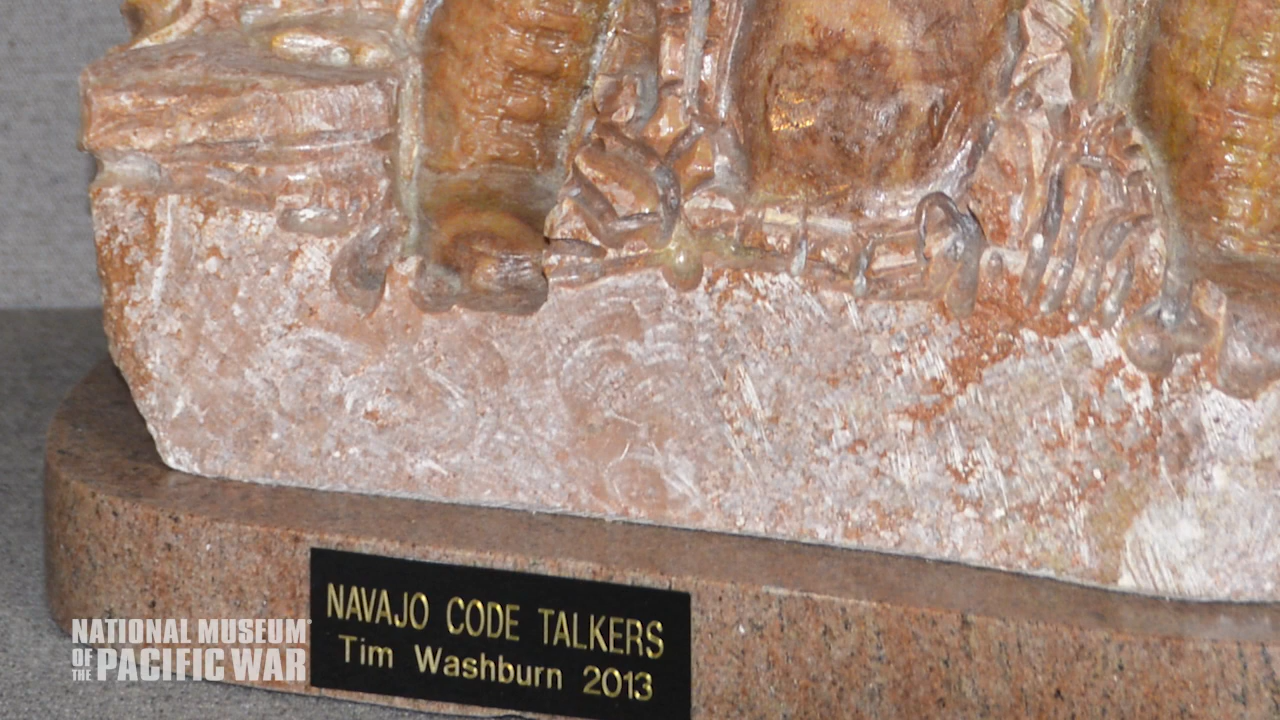 NAVAJO CODE TALKERS
Tim Washburn 2013
NATIONAL MUSEUM
OF THE PACIFIC WAR